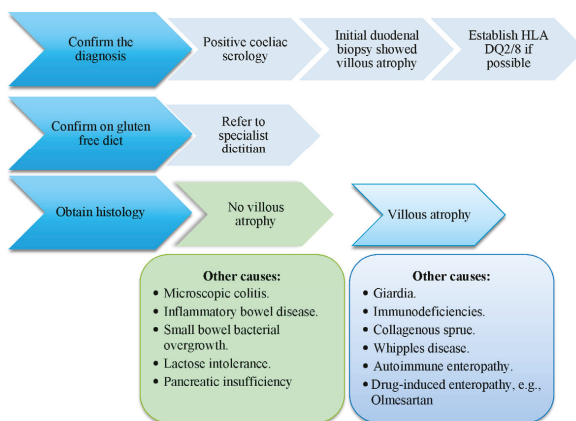 Confirm the
diagnosis
Positive coeliac
serology
Initial duodenal
biopsy showed
villous atrophy
Establish HLA
DQ2/8 if
possible
Confirm on gluten
free diet
Refer to
specialist
dietitian
Obtain histology
No villous
atrophy
Villous atrophy
Other causes:
• Microscopic colitis.
• Inflammatory bowel disease.
• Small bowel bacterial
overgrowth.
• Lactose intolerance.
• Pancreatic insufficiency
Other causes:
• Giardia.
• Immunodeficiencies.
• Collagenous sprue.
• Whipples disease.
• Autoimmune enteropathy.
• Drug-induced enteropathy, e.g.,
Olmesartan